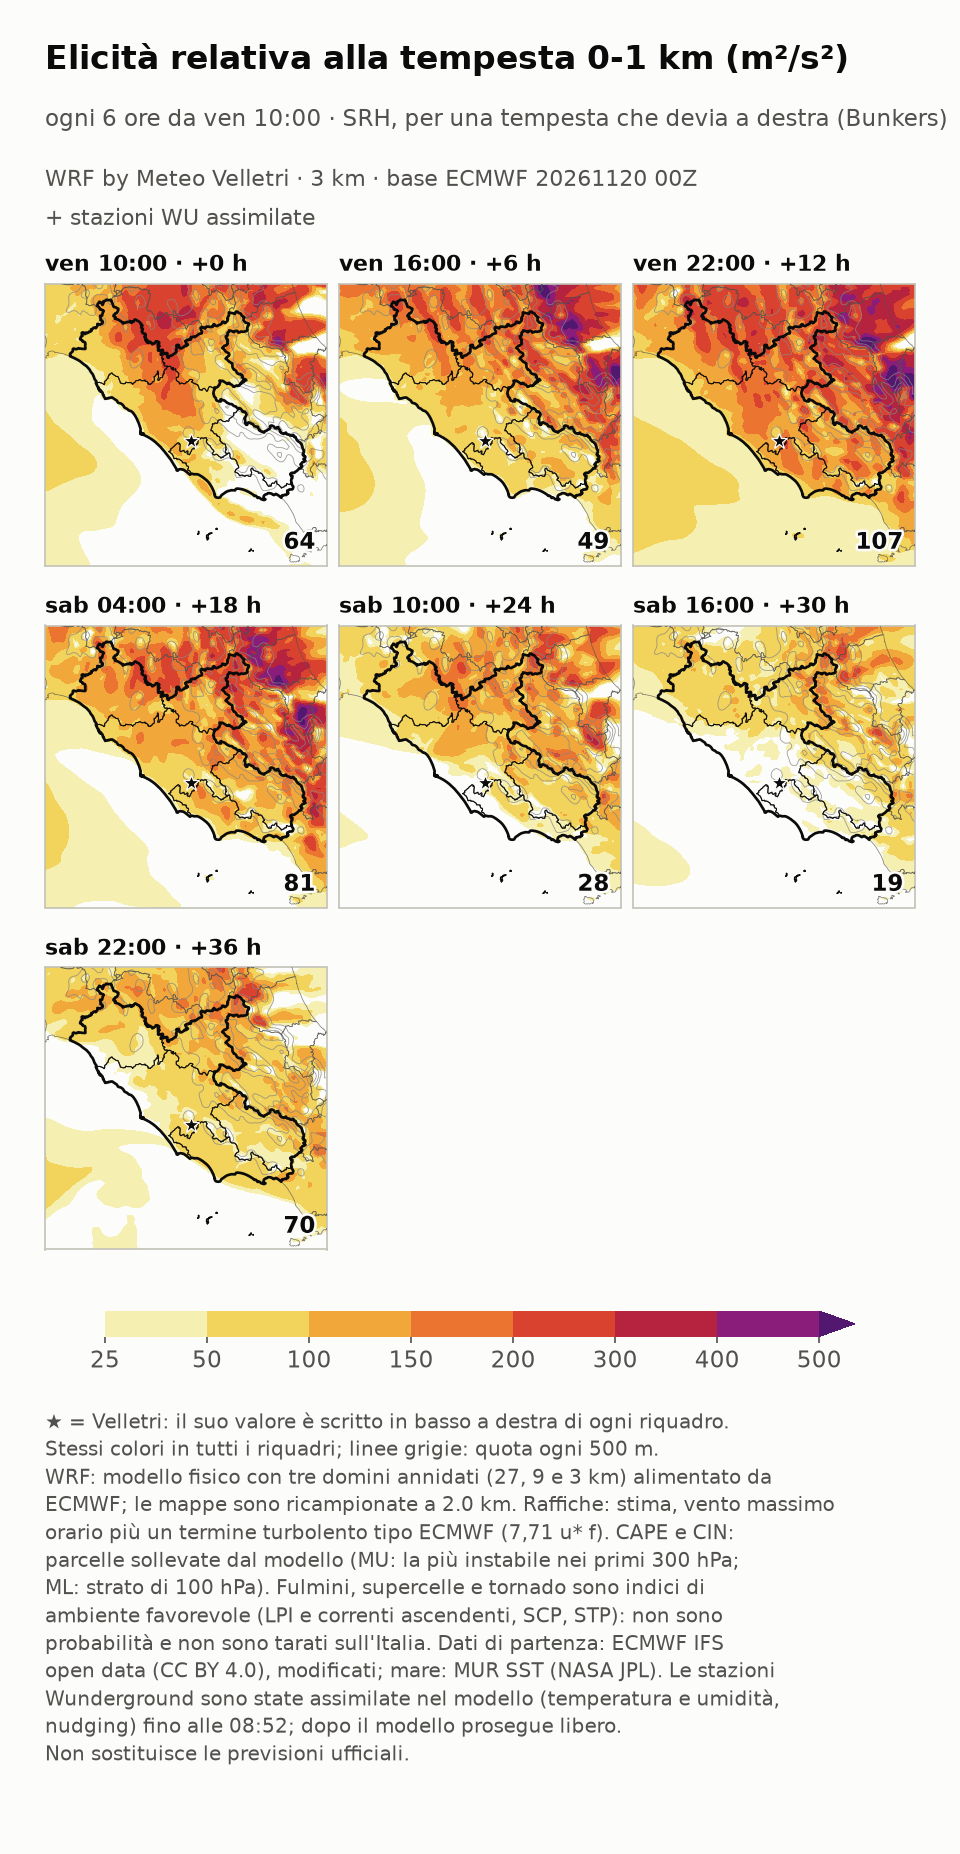 Elicità relativa alla tempesta 0-1 km (m²/s²)
ogni 6 ore da ven 10:00 · SRH, per una tempesta che devia a destra (Bunkers)
WRF by Meteo Velletri · 3 km · base ECMWF 20261120 00Z
+ stazioni WU assimilate
ven 10:00 · +0 h
ven 16:00 · +6 h
ven 22:00 · +12 h
64
49
107
sab 04:00 · +18 h
sab 10:00 · +24 h
sab 16:00 · +30 h
81
28
19
sab 22:00 · +36 h
70
25 50 100 150 200 300 400 500
★ = Velletri: il suo valore è scritto in basso a destra di ogni riquadro.
Stessi colori in tutti i riquadri; linee grigie: quota ogni 500 m.
WRF: modello fisico con tre domini annidati (27, 9 e 3 km) alimentato da
ECMWF; le mappe sono ricampionate a 2.0 km. Raffiche: stima, vento massimo
orario più un termine turbolento tipo ECMWF (7,71 u* f). CAPE e CIN:
parcelle sollevate dal modello (MU: la più instabile nei primi 300 hPa;
ML: strato di 100 hPa). Fulmini, supercelle e tornado sono indici di
ambiente favorevole (LPI e correnti ascendenti, SCP, STP): non sono
probabilità e non sono tarati sull'Italia. Dati di partenza: ECMWF IFS
open data (CC BY 4.0), modificati; mare: MUR SST (NASA JPL). Le stazioni
Wunderground sono state assimilate nel modello (temperatura e umidità,
nudging) fino alle 08:52; dopo il modello prosegue libero.
Non sostituisce le previsioni ufficiali.